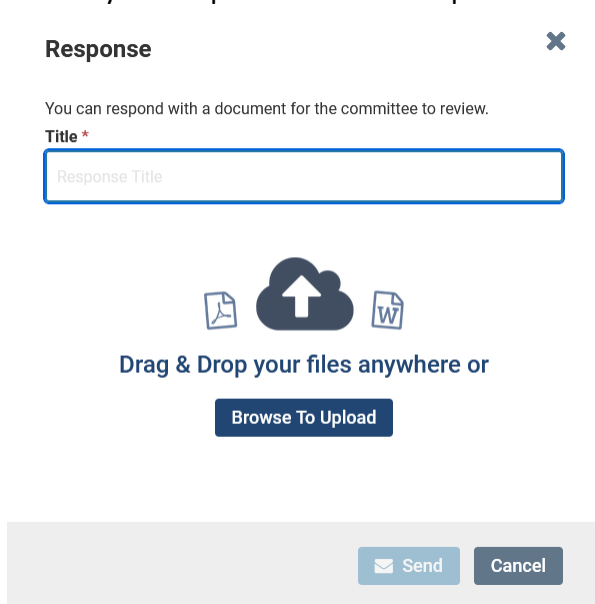 Response
You can respond with a document for the committee to review.
Title *
Response Title
W
Drag & Drop your files anywhere or
Browse To Upload
Send
Cancel